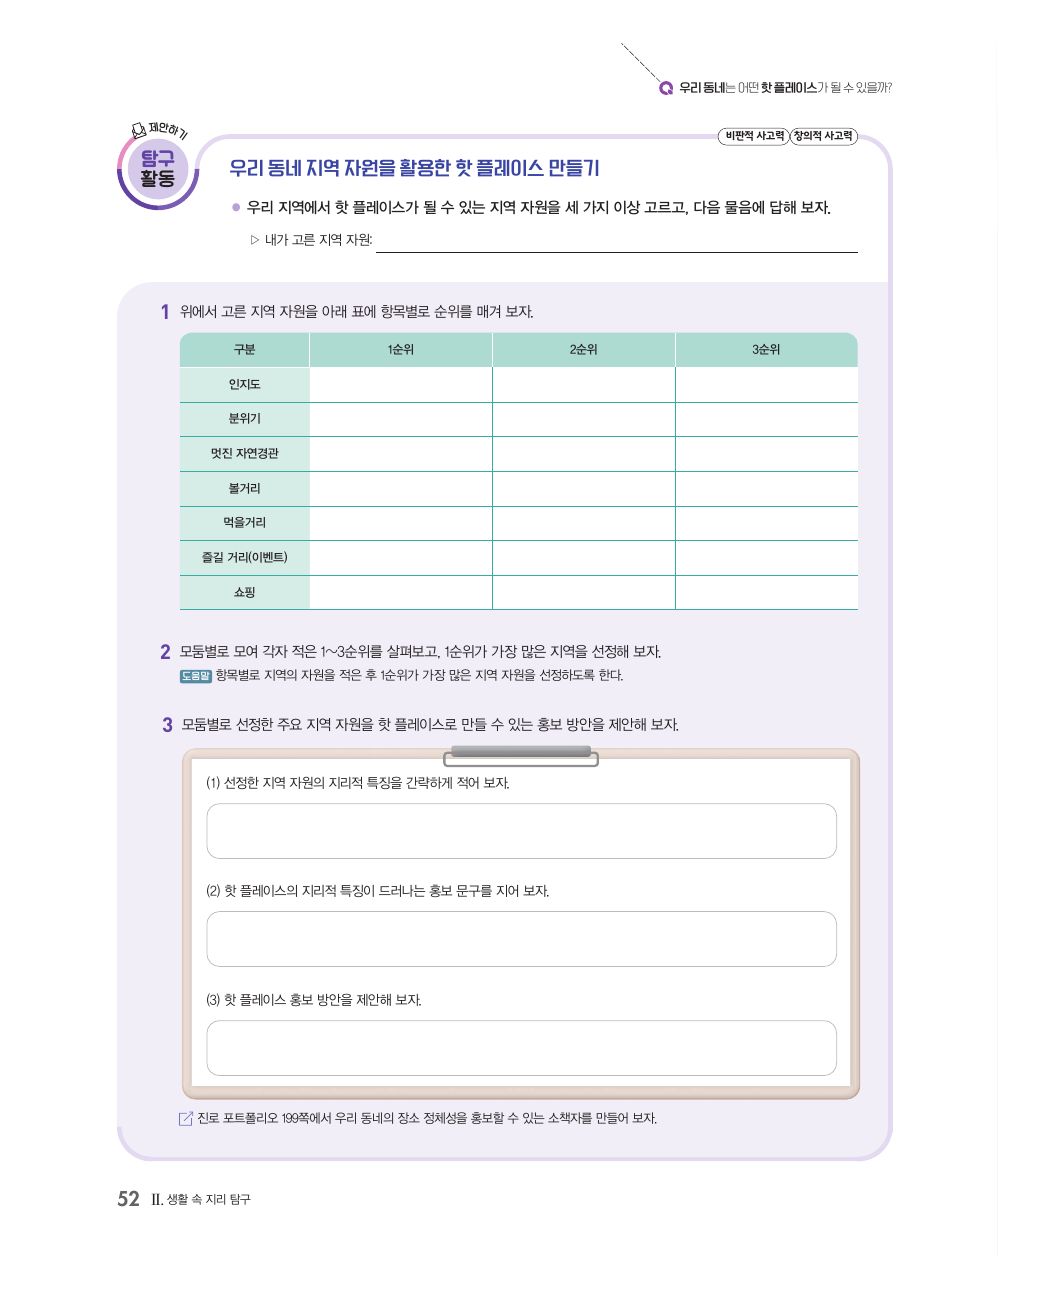 우리 동네는 어떤 핫 플레이스가 될 수 있을까?
제안하기
탐구
활동
비판적 사고력 창의적 사고력
우리 동네 지역 자원을 활용한 핫 플레이스 만들기
● 우리 지역에서 핫 플레이스가 될 수 있는 지역 자원을 세 가지 이상 고르고, 다음 물음에 답해 보자.
▷ 내가 고른 지역 자원:
1 위에서 고른 지역 자원을 아래 표에 항목별로 순위를 매겨 보자.
구분 1순위 2순위 3순위
인지도
분위기
멋진 자연경관
볼거리
먹을거리
즐길 거리(이벤트)
쇼핑
2 모둠별로 모여 각자 적은 1~3순위를 살펴보고, 1순위가 가장 많은 지역을 선정해 보자.
도움말 항목별로 지역의 자원을 적은 후 1순위가 가장 많은 지역 자원을 선정하도록 한다.
3 모둠별로 선정한 주요 지역 자원을 핫 플레이스로 만들 수 있는 홍보 방안을 제안해 보자.
(1) 선정한 지역 자원의 지리적 특징을 간략하게 적어 보자.
(2) 핫 플레이스의 지리적 특징이 드러나는 홍보 문구를 지어 보자.
(3) 핫 플레이스 홍보 방안을 제안해 보자.
진로 포트폴리오 199쪽에서 우리 동네의 장소 정체성을 홍보할 수 있는 소책자를 만들어 보자.
52 Ⅱ. 생활 속 지리 탐구